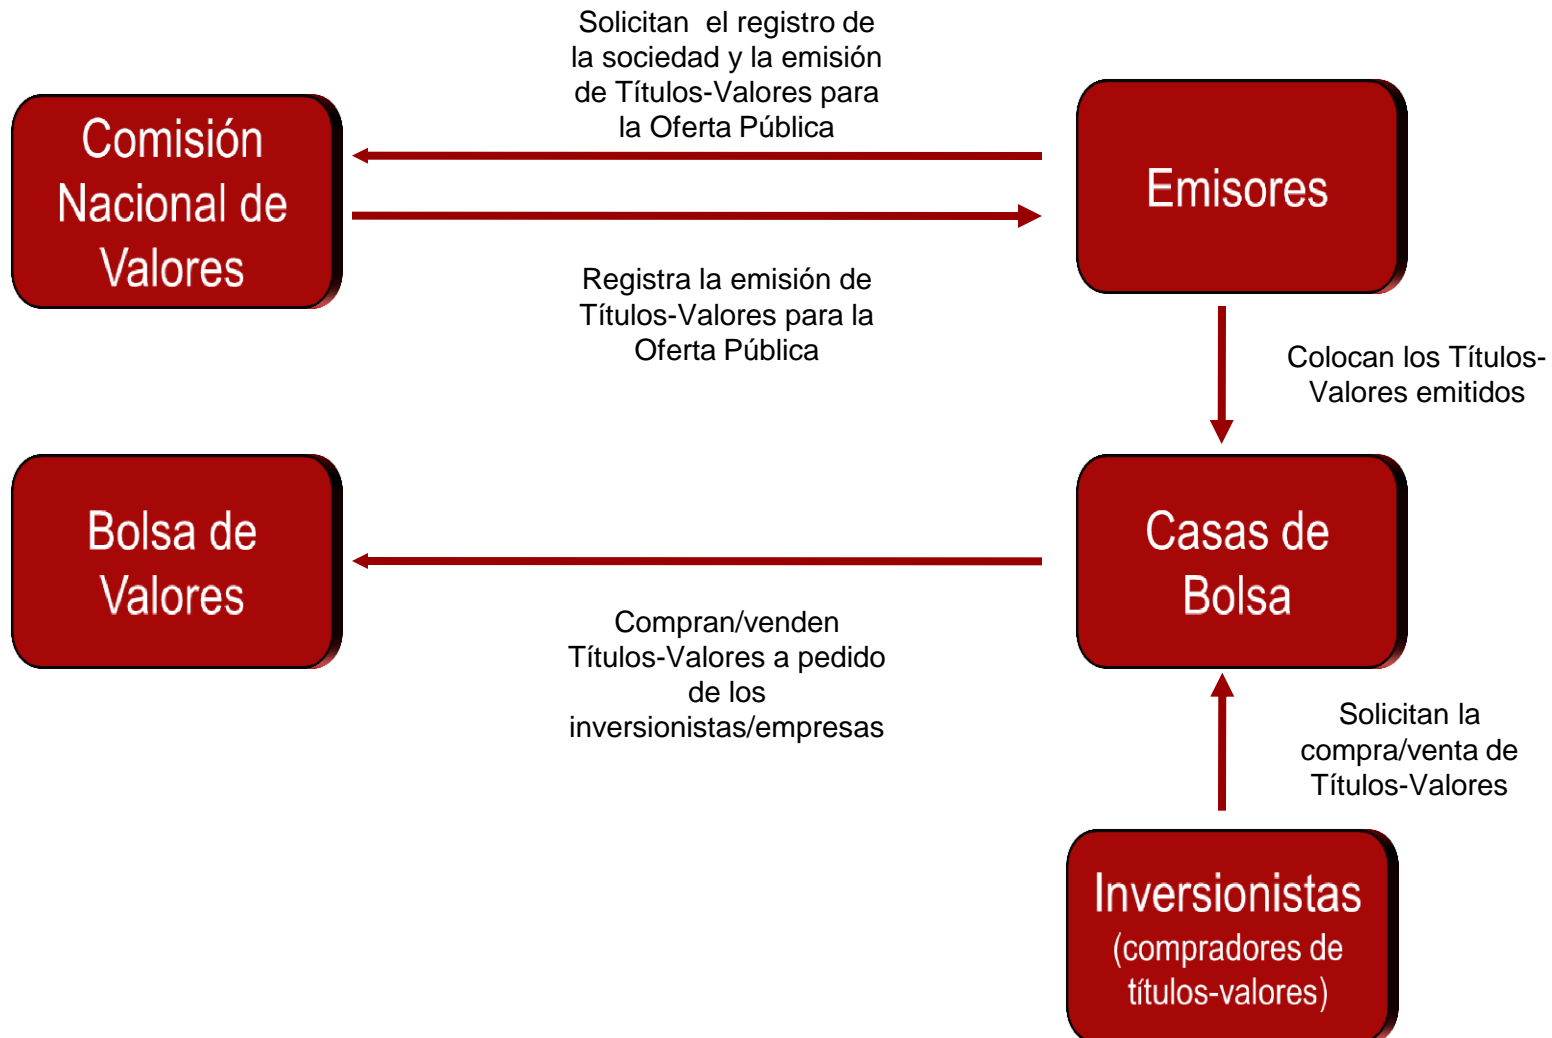 Solicitan el registro de
la sociedad y la emisión
de Títulos-Valores para
la Oferta Pública
Comisión
Nacional de
Valores
Emisores
Registra la emisión de
Títulos-Valores para la
Oferta Pública
Colocan los Títulos-
Valores emitidos
Bolsa de
Valores
Casas de
Bolsa
Compran/venden
Títulos-Valores a pedido
de los
inversionistas/empresas
Solicitan la
compra/venta de
Títulos-Valores
Inversionistas
(compradores de
títulos-valores)